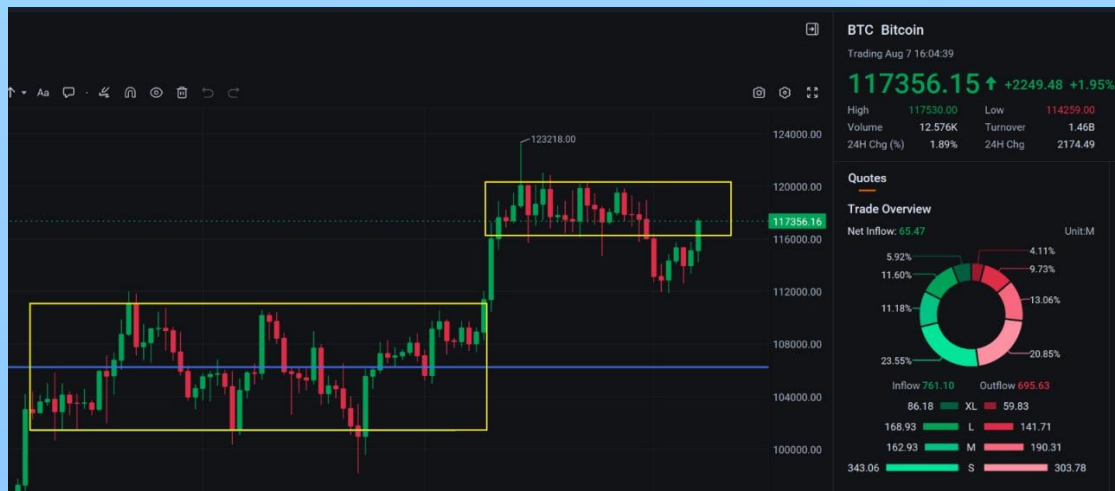 BTC Bitcoin
Trading Aug 7 16:04:39
117356.15 +2249.48 +1.95%
High 117530.00 Low 114259.00
Volume 12.576K Turnover 1.46B
24H Chg (%) 1.89% 24H Chg 2174.49
Aa
123218.00
124000.00
120000.00
117356.16
116000.00
112000.00
108000.00
104000.00
100000.00
Quotes
Trade Overview
Net Inflow: 65.47 Unit:M
5.92% 4.11%
11.60% 9.73%
11.18% 13.06%
23.55% 20.85%
Inflow 761.10 Outflow 695.63
86.18 XL 59.83
168.93 L 141.71
162.93 M 190.31
343.06 S 303.78